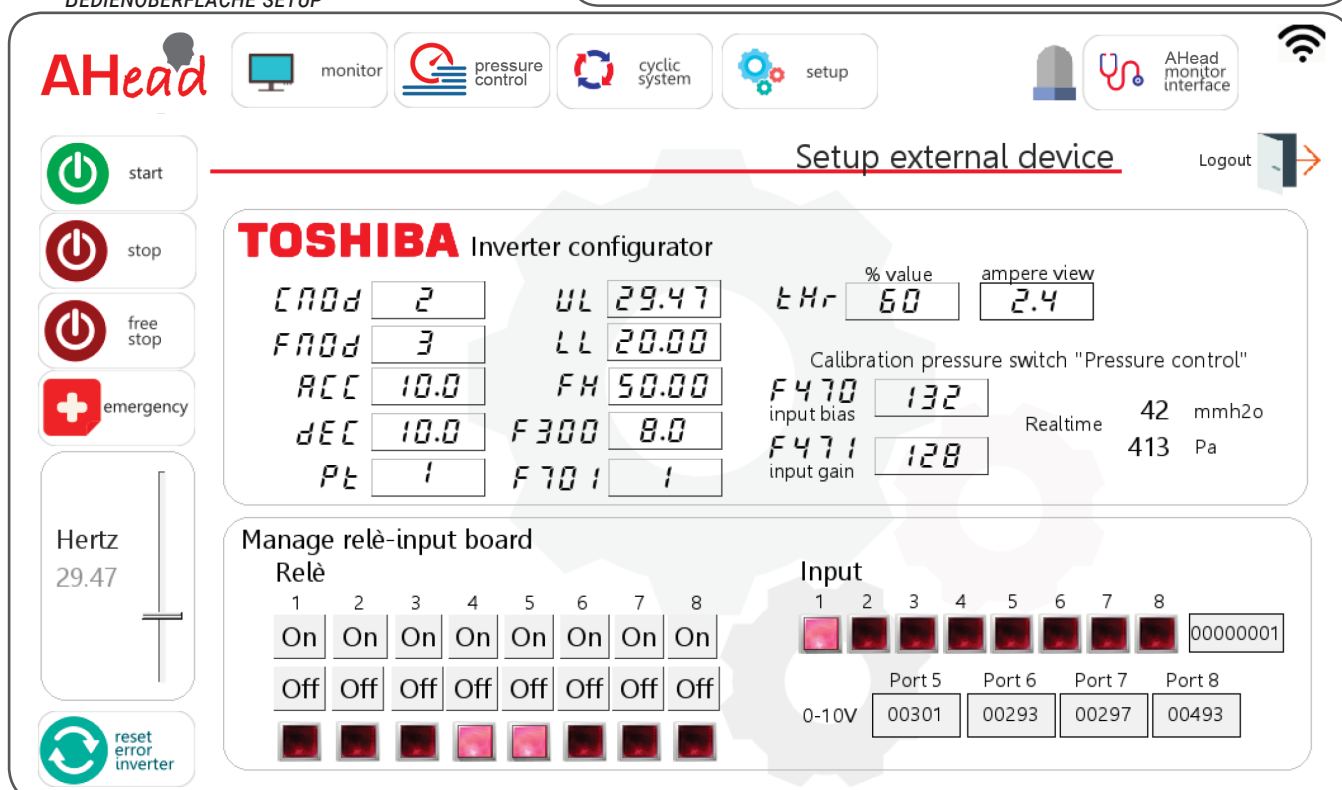 BEDIENOBERFLÄCHE SETUP
AHead
monitor
pressure
control
cyclic
system
setup
AHead
monitor
interface
Setup external device
Logout
start
stop
free
stop
emergency
Hertz
29.47
reset
error
inverter
TOSHIBA Inverter configurator
CMOd 2 UL 29.47
FMOd 3 LL 20.00
ACC 10.0 FH 50.00
dEC 10.0 F300 8.0
Pt 1 F701 1
% value ampere view
tHr 60 2.4
Calibration pressure switch "Pressure control"
F470 132
input bias
F471 128
input gain
Realtime 42 mmh2o
413 Pa
Manage relè-input board
Relè
1 2 3 4 5 6 7 8
On On On On On On On On
Off Off Off Off Off Off Off Off
Input
1 2 3 4 5 6 7 8
00000001
Port 5 Port 6 Port 7 Port 8
0-10V 00301 00293 00297 00493